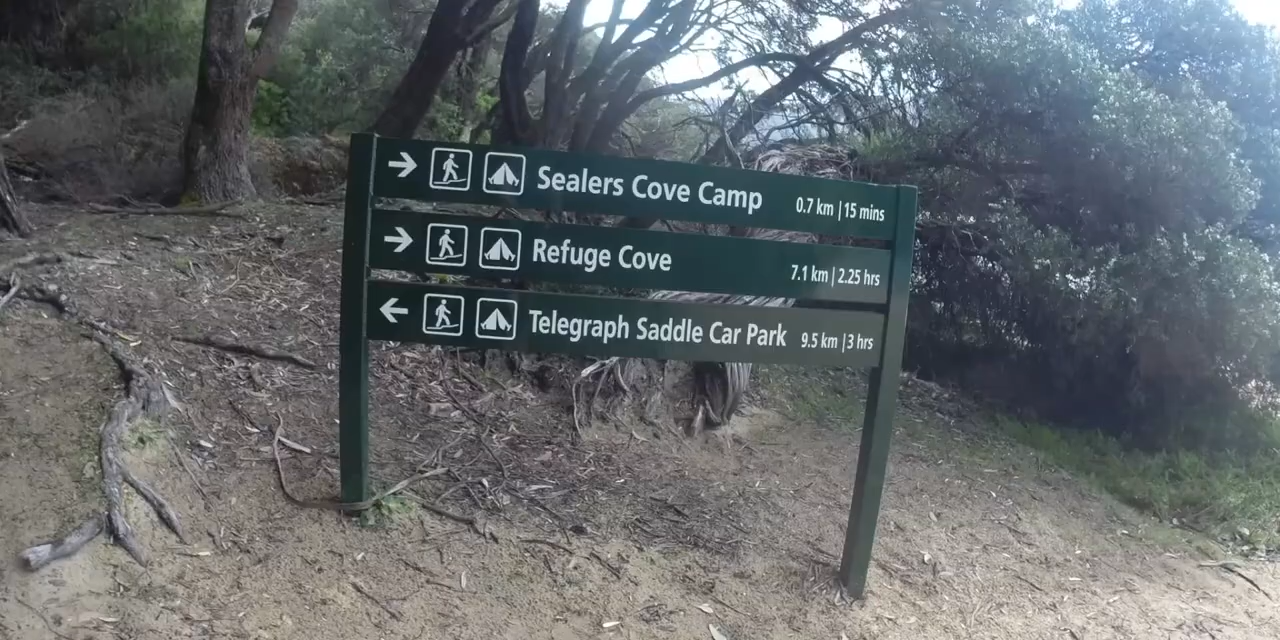 Sealers Cove Camp 0.7 km | 15 mins
Refuge Cove 7.1 km | 2.25 hrs
Telegraph Saddle Car Park 9.5 km | 3 hrs